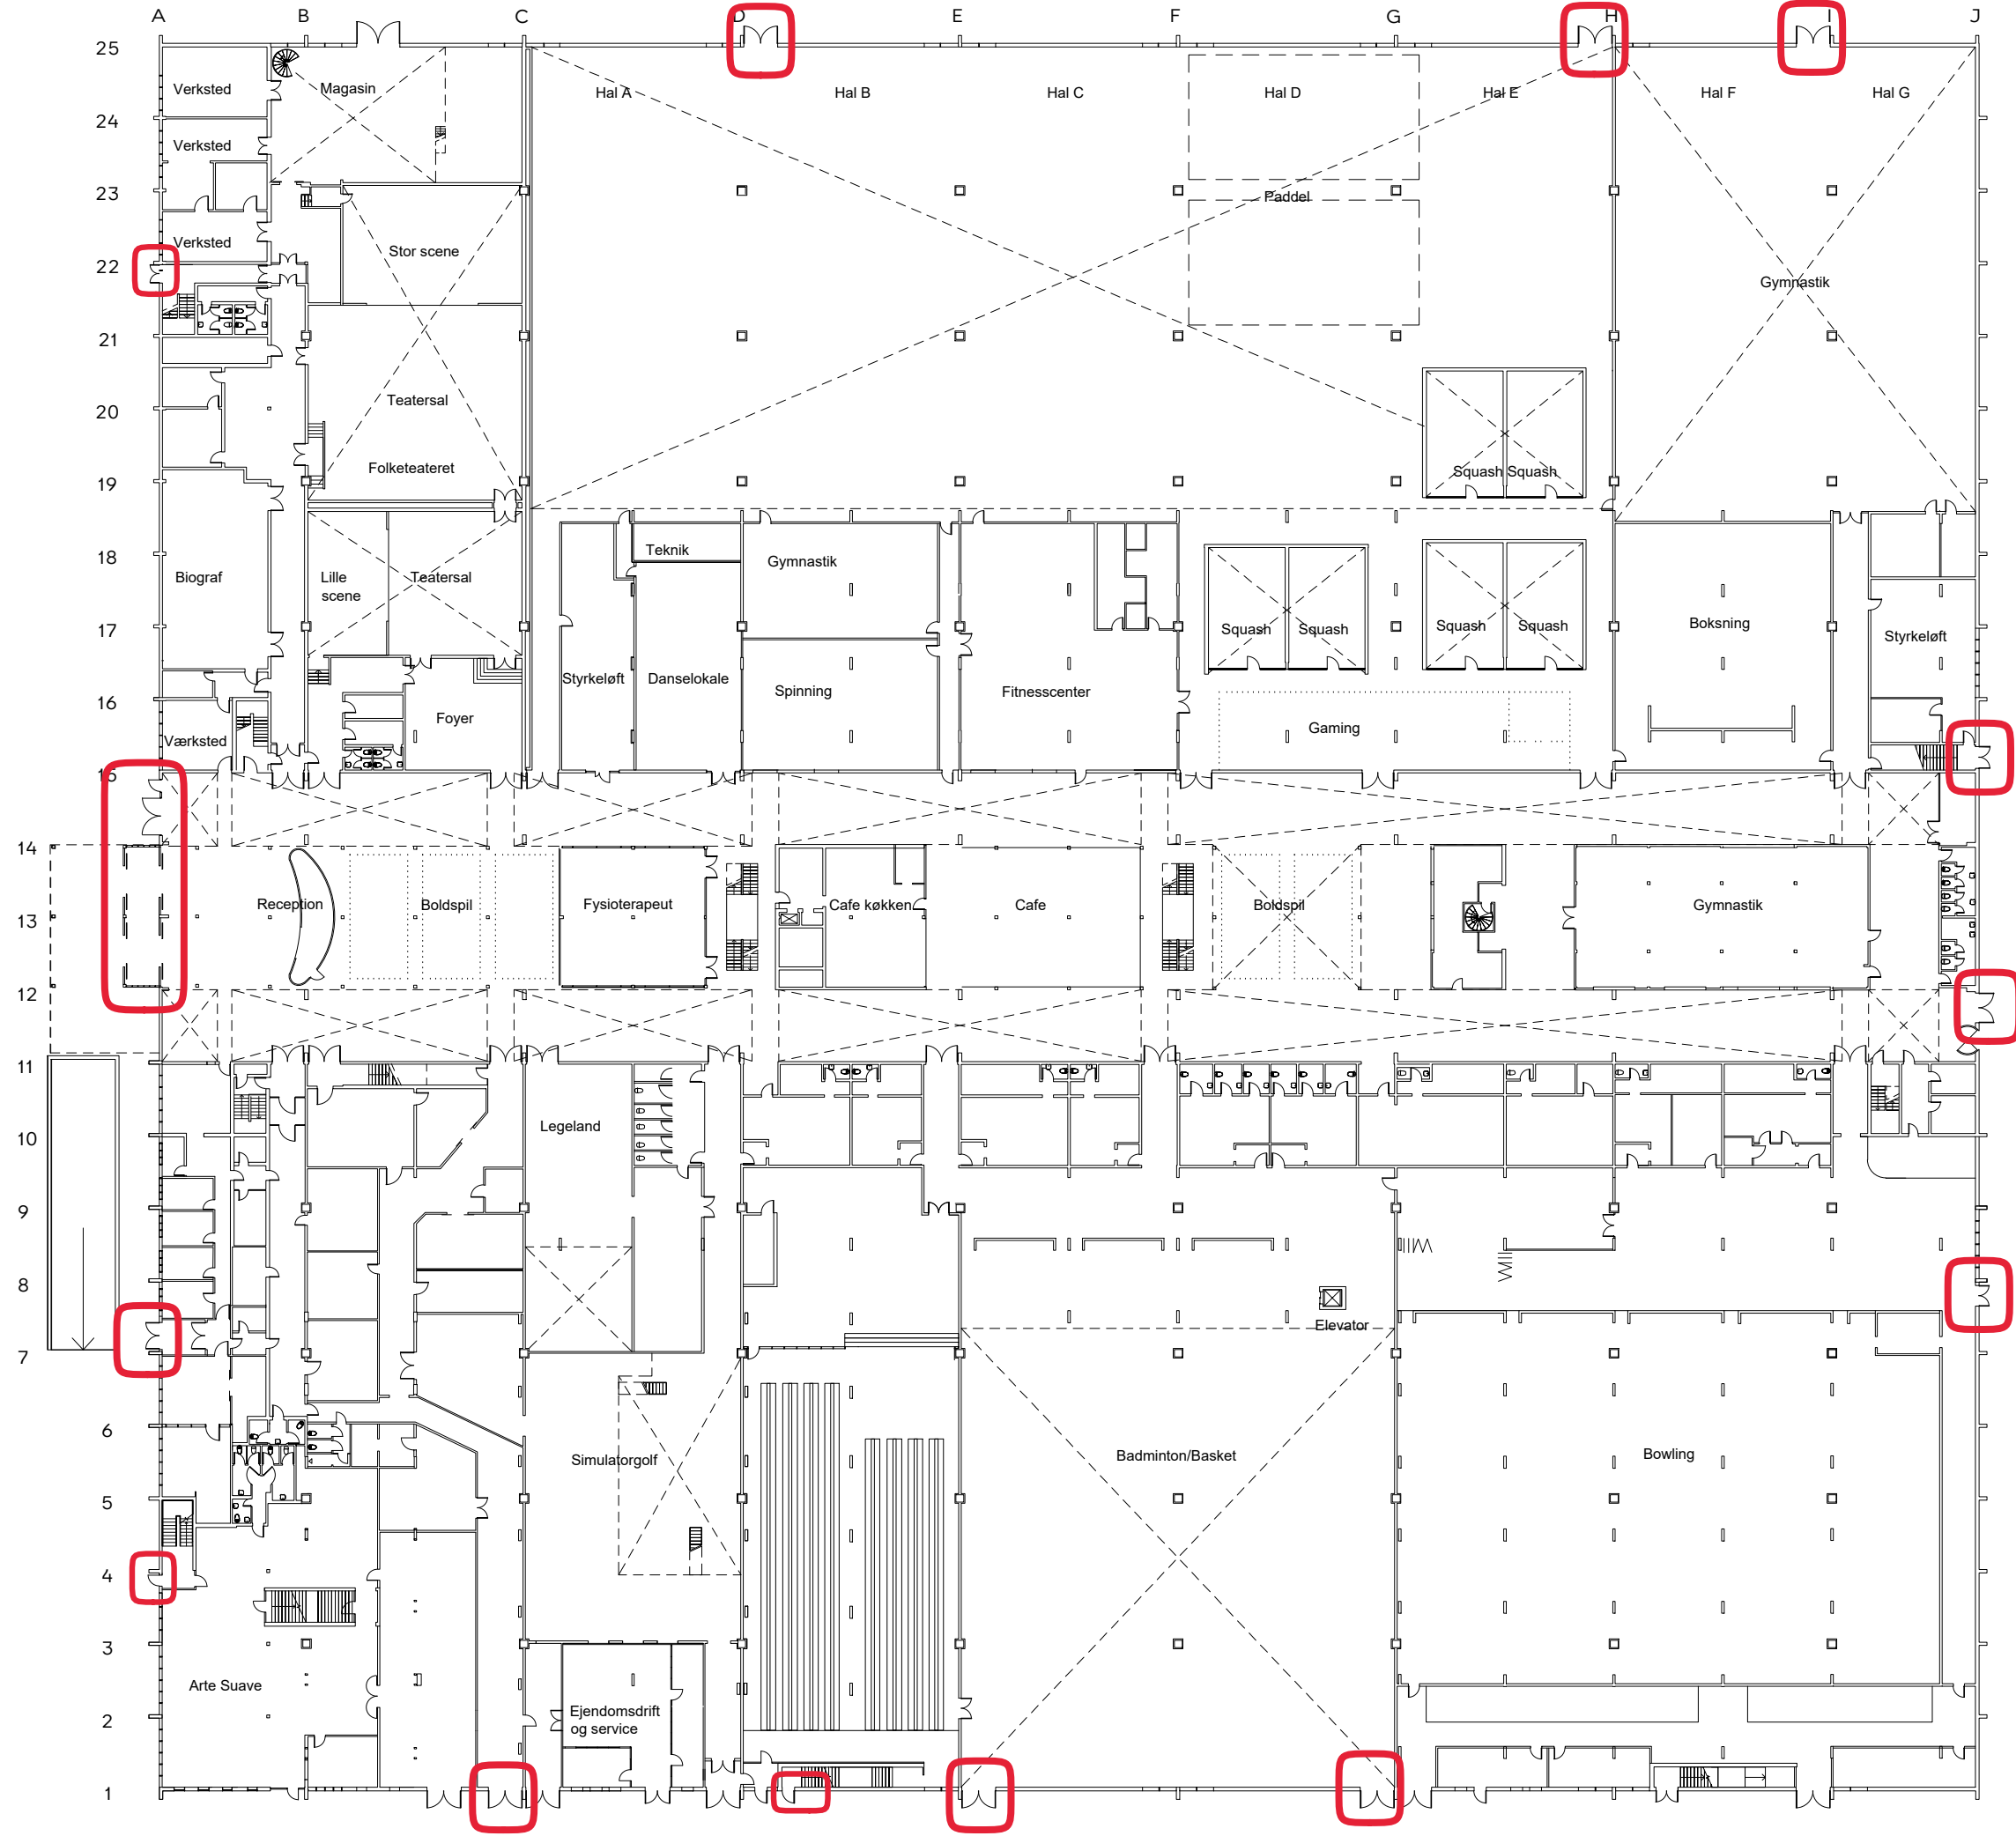 A B C D E F G H I J
25
Verksted Magasin Hal A Hal B Hal C Hal D Hal E Hal F Hal G
24
Verksted
23
Paddel
Verksted Stor scene
22
Gymnastik
21
20
Teatersal
Folketeateret
19
Squash Squash
18
Teknik Gymnastik
Biograf Lille
scene
Teatersal
17
Squash Squash Squash Squash Boksning
Styrkeløft
Styrkeløft Danselokale Spinning Fitnesscenter
16
Foyer Gaming
Værksted
15
14
Reception Boldspil Fysioterapeut Cafe køkken Cafe Boldspil Gymnastik
13
12
11
Legeland
10
9
8
Elevator
7
6
Simulatorgolf Badminton/Basket Bowling
5
4
3
Arte Suave
Ejendomsdrift
og service
2
1